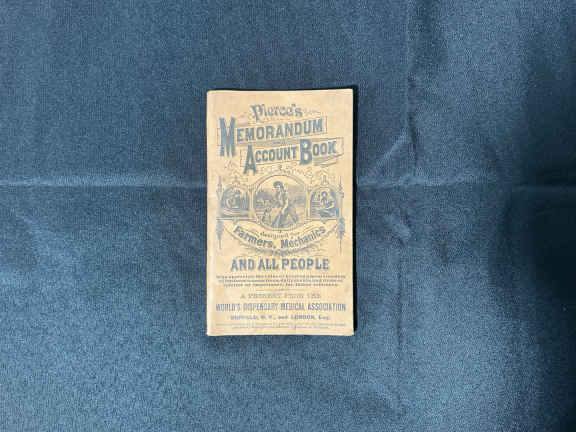 Pierce's
MEMORANDUM
ACCOUNT BOOK
designed for
Farmers, Mechanics
AND ALL PEOPLE
A PRESENT FROM THE
WORLD'S DISPENSARY MEDICAL ASSOCIATION
BUFFALO, N. Y., and LONDON, Eng.